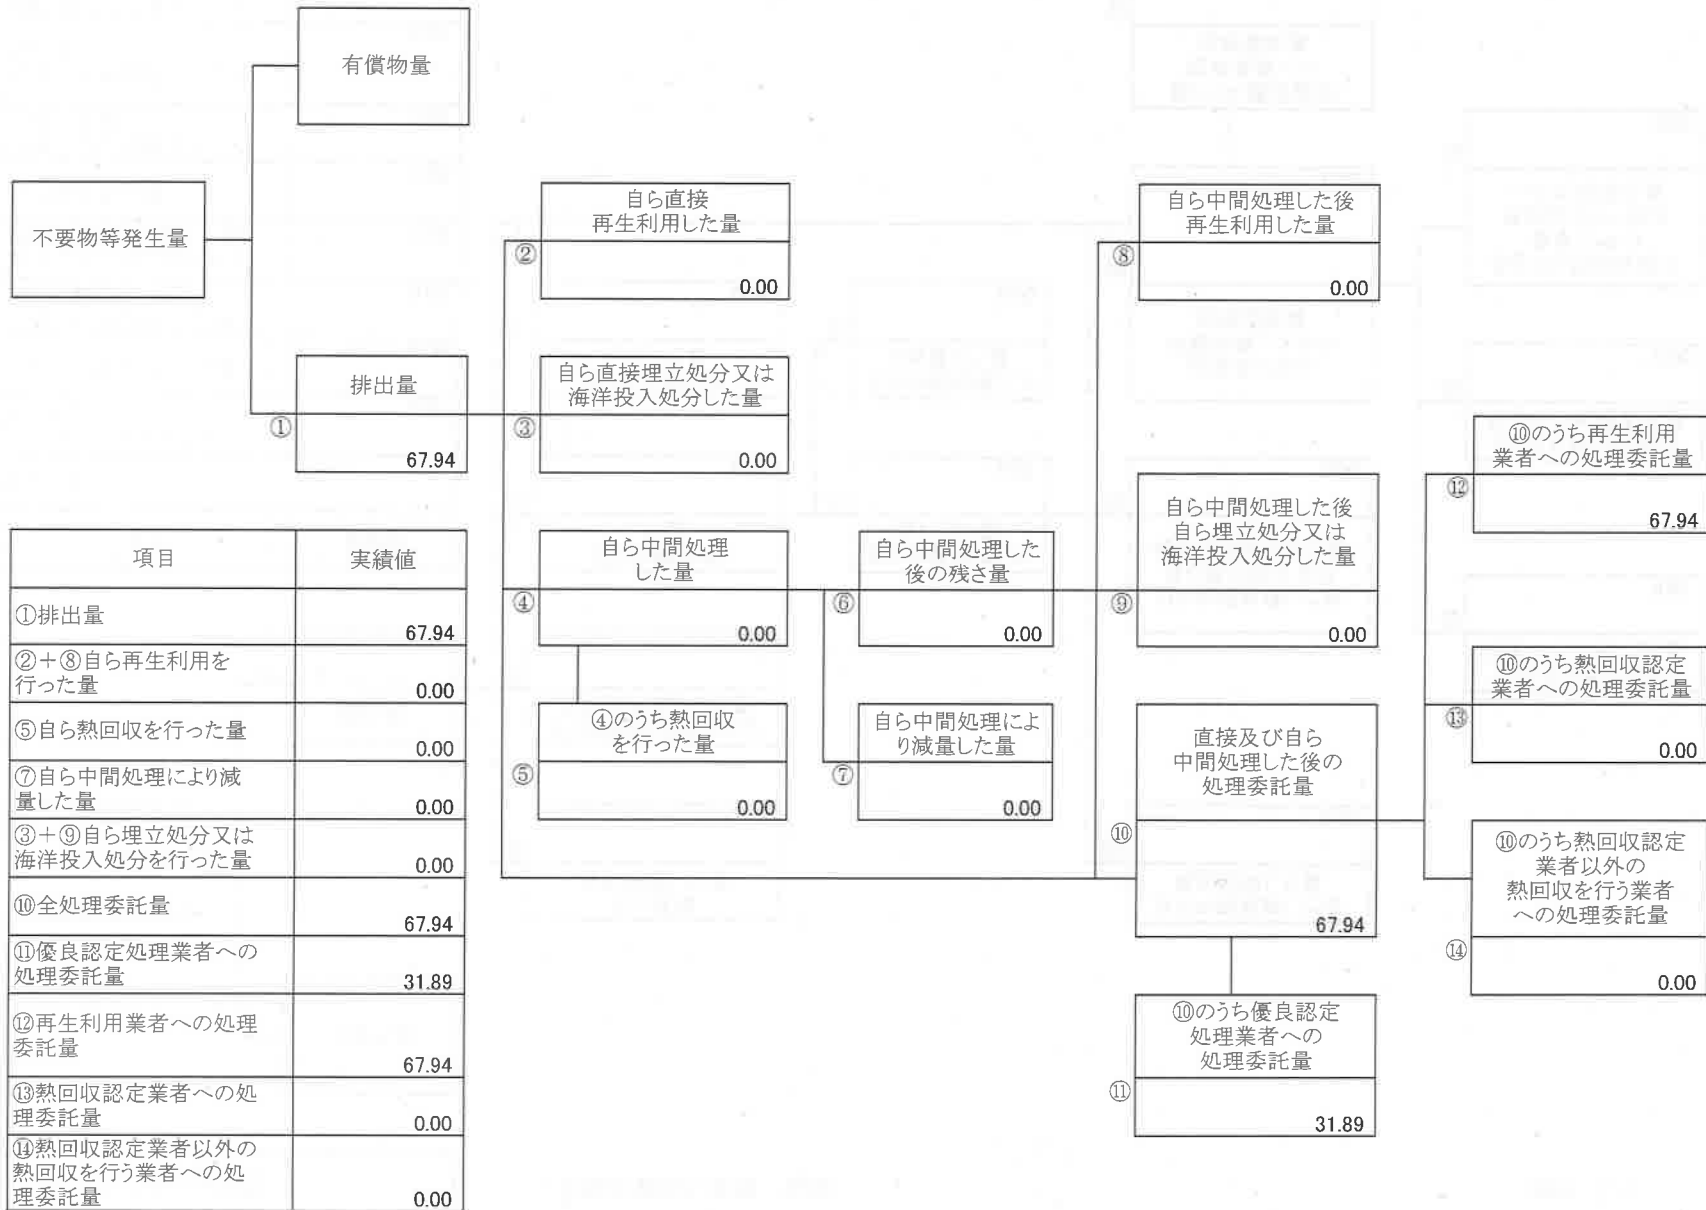 有償物量
不要物等発生量
自ら直接
再生利用した量
②
0.00
自ら中間処理した後
再生利用した量
⑧
0.00
排出量
①
67.94
自ら直接埋立処分又は
海洋投入処分した量
③
0.00
⑩のうち再生利用
業者への処理委託量
⑫
67.94
自ら中間処理
した量
④
0.00
自ら中間処理した
後の残さ量
⑥
0.00
自ら中間処理した後
自ら埋立処分又は
海洋投入処分した量
⑨
0.00
⑩のうち熱回収認定
業者への処理委託量
⑬
0.00
④のうち熱回収
を行った量
⑤
0.00
自ら中間処理によ
り減量した量
⑦
0.00
直接及び自ら
中間処理した後の
処理委託量
⑩
67.94
⑩のうち熱回収認定
業者以外の
熱回収を行う業者
への処理委託量
⑭
0.00
⑩のうち優良認定
処理業者への
処理委託量
⑪
31.89
項目 実績値
①排出量
67.94
②+⑧自ら再生利用を
行った量
0.00
⑤自ら熱回収を行った量
0.00
⑦自ら中間処理により減
量した量
0.00
③+⑨自ら埋立処分又は
海洋投入処分を行った量
0.00
⑩全処理委託量
67.94
⑪優良認定処理業者への
処理委託量
31.89
⑫再生利用業者への処理
委託量
67.94
⑬熱回収認定業者への処
理委託量
0.00
⑭熱回収認定業者以外の
熱回収を行う業者への処
理委託量
0.00